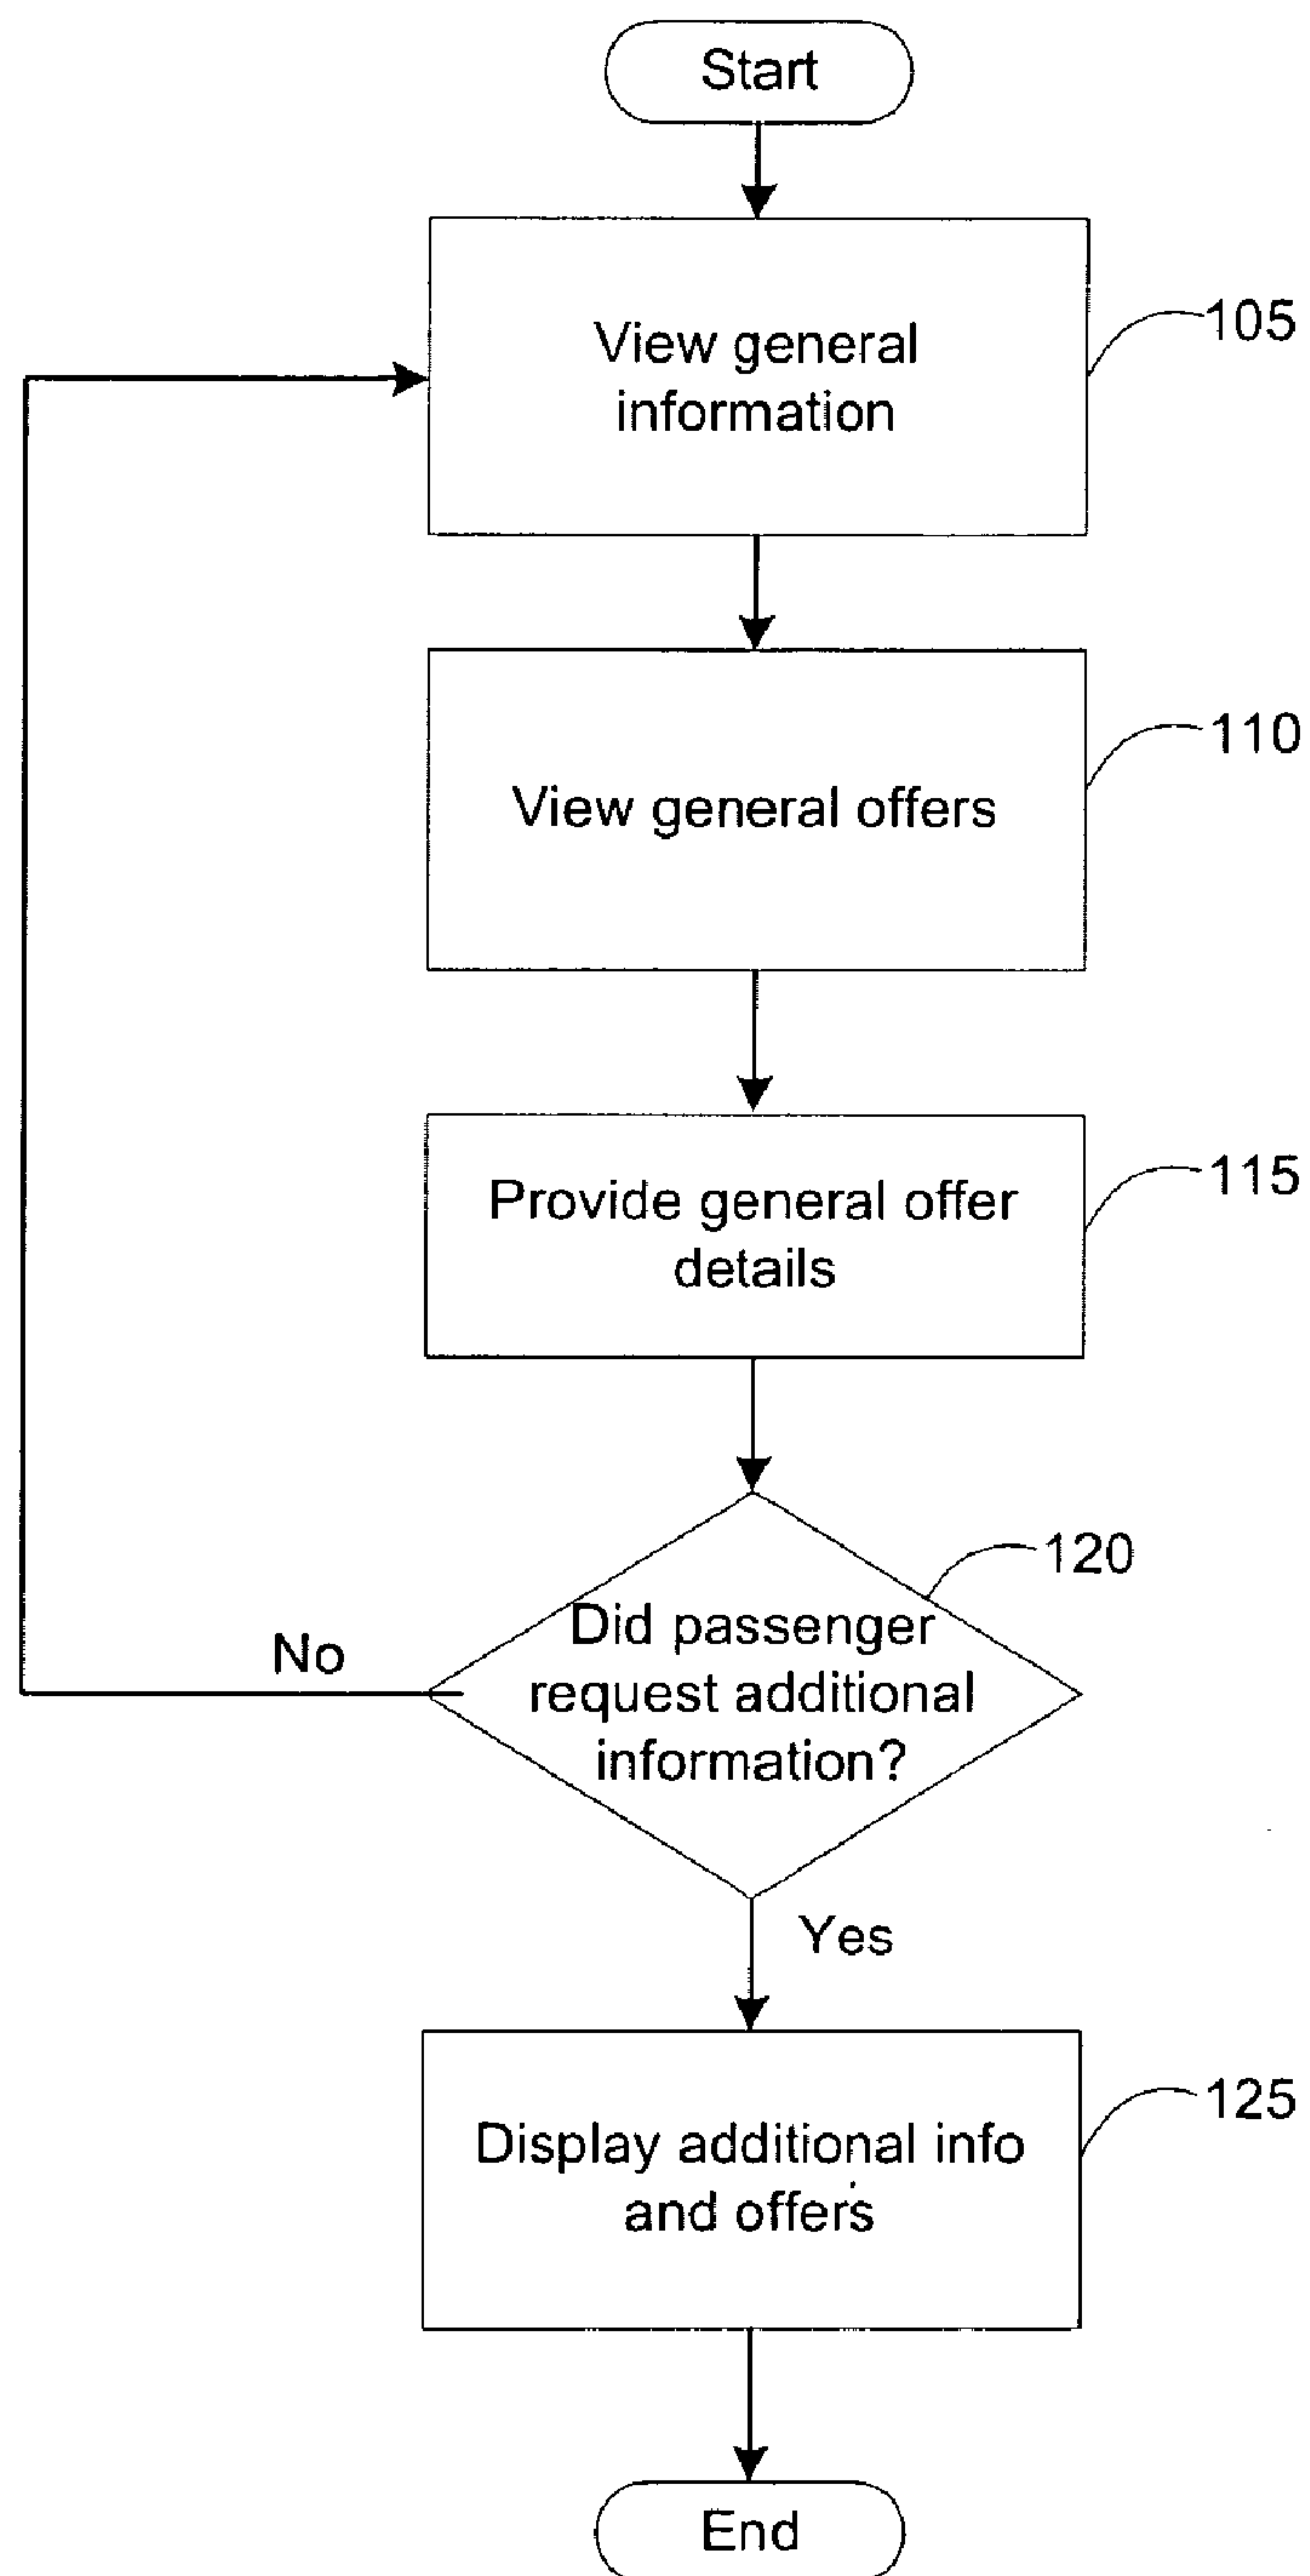 Start
View general
information
105
View general offers
110
Provide general offer
details
115
Did passenger
request additional
information?
120
No
Yes
Display additional info
and offers
125
End